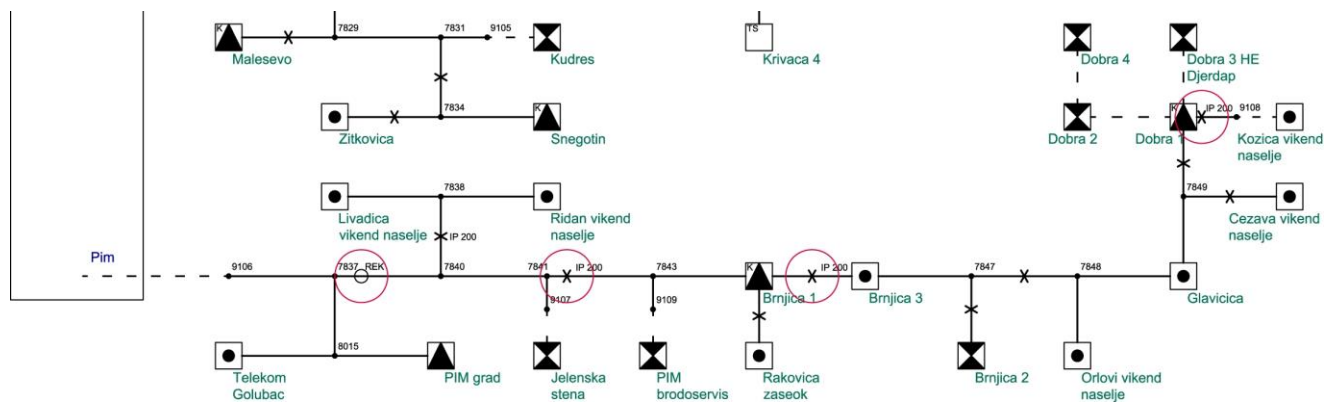 7829
7831
9105
K
Malesevo
Kudres
TS
Krivaca 4
Dobra 4
Dobra 3 HE
Djerdap
7834
K
Zitkovica
Snegotin
Dobra 2
K
Dobra 1
IP 200
9108
Kozica vikend
naselje
7838
Livadica
vikend naselje
Ridan vikend
naselje
IP 200
7849
Cezava vikend
naselje
Pim
9106
7837
REK
7840
7841
IP 200
7843
K
Brnjica 1
IP 200
Brnjica 3
7847
7848
Glavicica
9107
9109
8015
Telekom
Golubac
PIM grad
Jelenska
stena
PIM
brodoservis
Rakovica
zaseok
Brnjica 2
Orlovi vikend
naselje